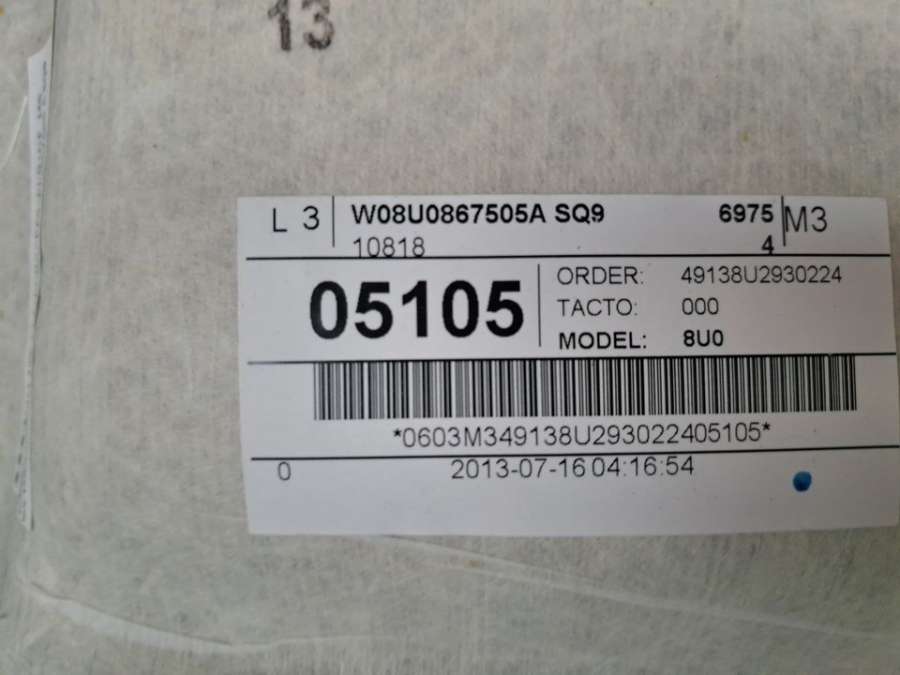 13
L 3 W08U0867505A SQ9 6975 M3
10818 4
05105
ORDER: 49138U2930224
TACTO: 000
MODEL: 8U0
*0603M349138U293022405105*
0 2013-07-16 04:16:54